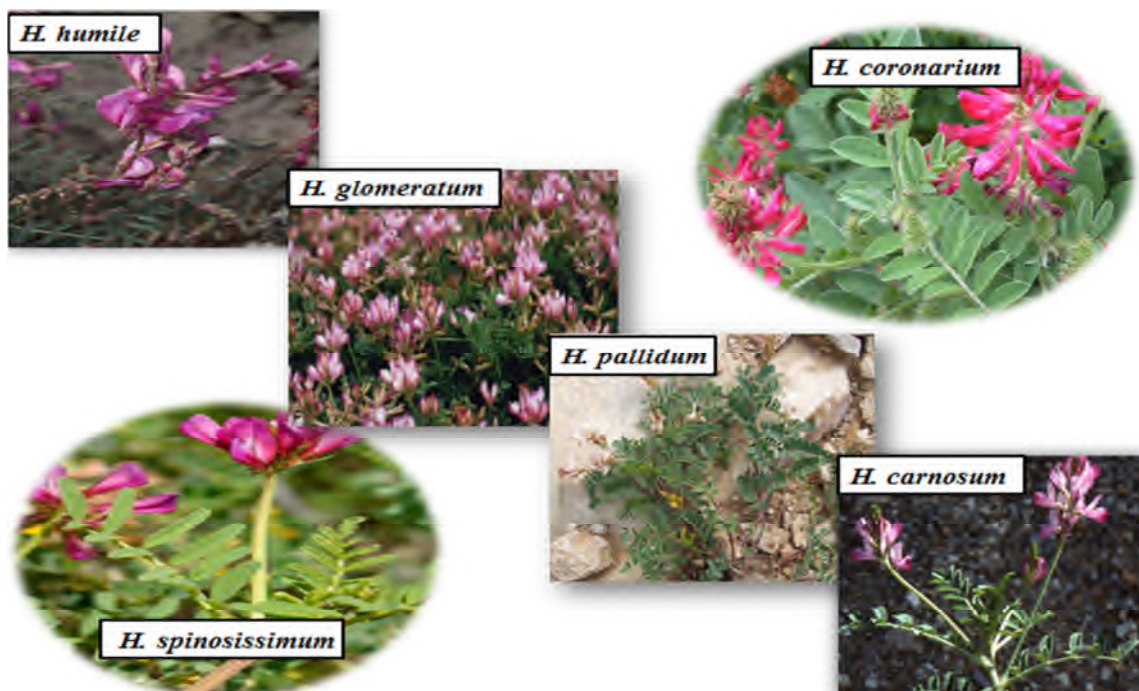 H. humile
H. coronarium
H. glomeratum
H. pallidum
H. carnosum
H. spinosissimum